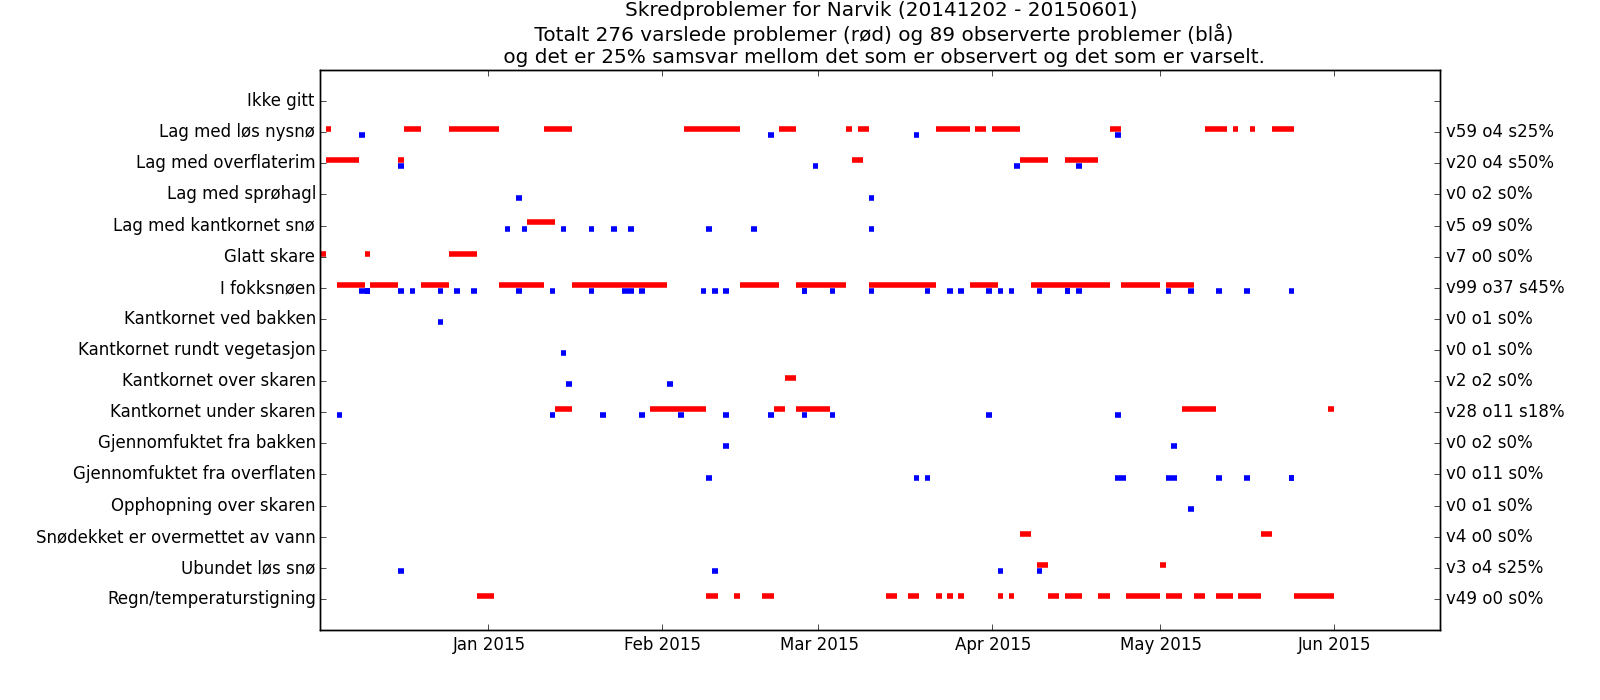 Skredproblemer for Narvik (20141202 - 20150601)
Totalt 276 varslede problemer (rød) og 89 observerte problemer (blå)
og det er 25% samsvar mellom det som er observert og det som er varselt.
Ikke gitt
Lag med løs nysnø v59 o4 s25%
Lag med overflaterim v20 o4 s50%
Lag med sprøhagl v0 o2 s0%
Lag med kantkornet snø v5 o9 s0%
Glatt skare v7 o0 s0%
I fokksnøen v99 o37 s45%
Kantkornet ved bakken v0 o1 s0%
Kantkornet rundt vegetasjon v0 o1 s0%
Kantkornet over skaren v2 o2 s0%
Kantkornet under skaren v28 o11 s18%
Gjennomfuktet fra bakken v0 o2 s0%
Gjennomfuktet fra overflaten v0 o11 s0%
Opphopning over skaren v0 o1 s0%
Snødekket er overmettet av vann v4 o0 s0%
Ubundet løs snø v3 o4 s25%
Regn/temperaturstigning v49 o0 s0%
Jan 2015 Feb 2015 Mar 2015 Apr 2015 May 2015 Jun 2015